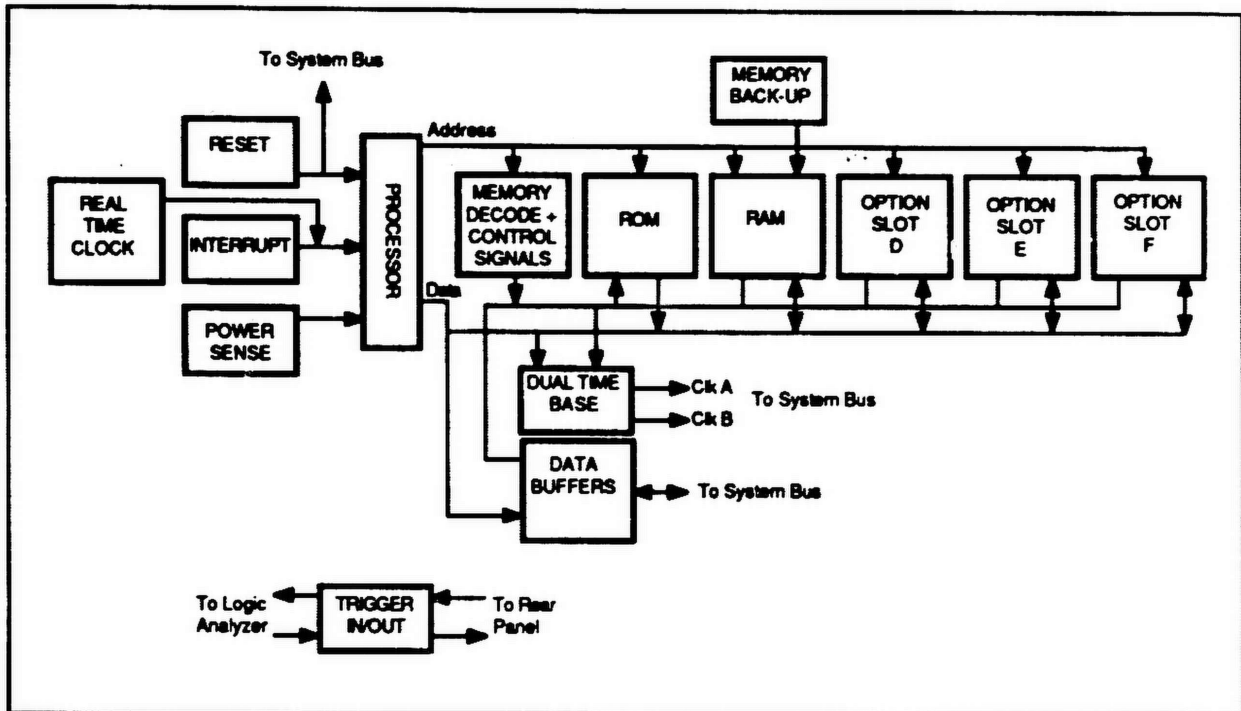 To System Bus
MEMORY
BACK-UP
RESET
Address
PROCESSOR
REAL
TIME
CLOCK
INTERRUPT
MEMORY
DECODE +
CONTROL
SIGNALS
ROM
RAM
OPTION
SLOT
D
OPTION
SLOT
E
OPTION
SLOT
F
Data
POWER
SENSE
DUAL TIME
BASE
Clk A
Clk B
To System Bus
DATA
BUFFERS
To System Bus
To Logic
Analyzer
TRIGGER
IN/OUT
To Rear
Panel